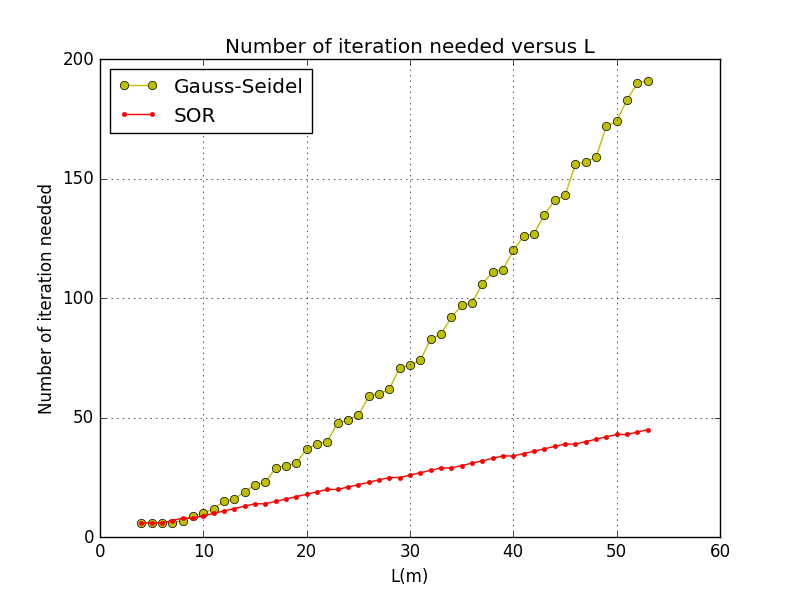 Number of iteration needed versus L
Gauss-Seidel
SOR
Number of iteration needed
200
150
100
50
0
0 10 20 30 40 50 60
L(m)